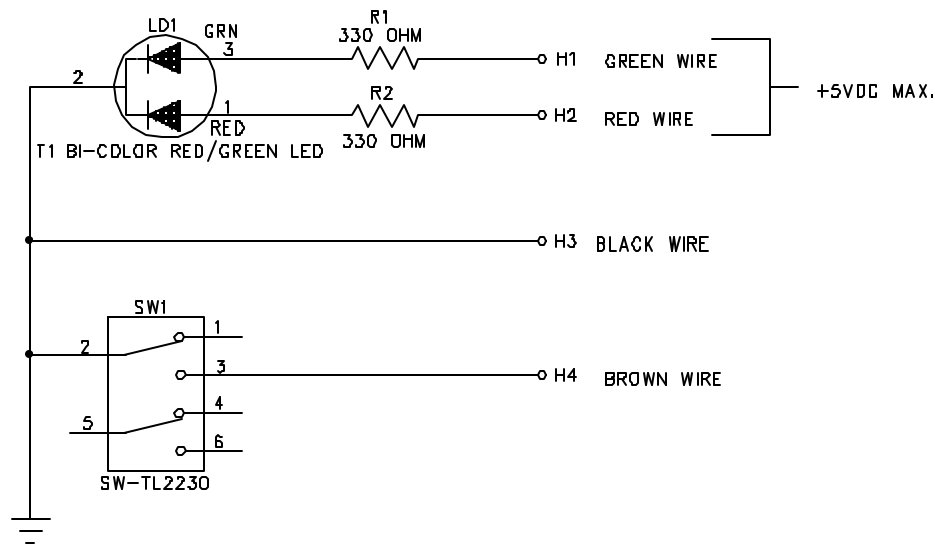 LD1
GRN
3
R1
330 OHM
H1 GREEN WIRE
2
+5VDC MAX.
1
RED
R2
330 OHM
H2 RED WIRE
T1 BI-COLOR RED/GREEN LED
H3 BLACK WIRE
SW1
1
2
3
H4 BROWN WIRE
4
5
6
SW-TL2230